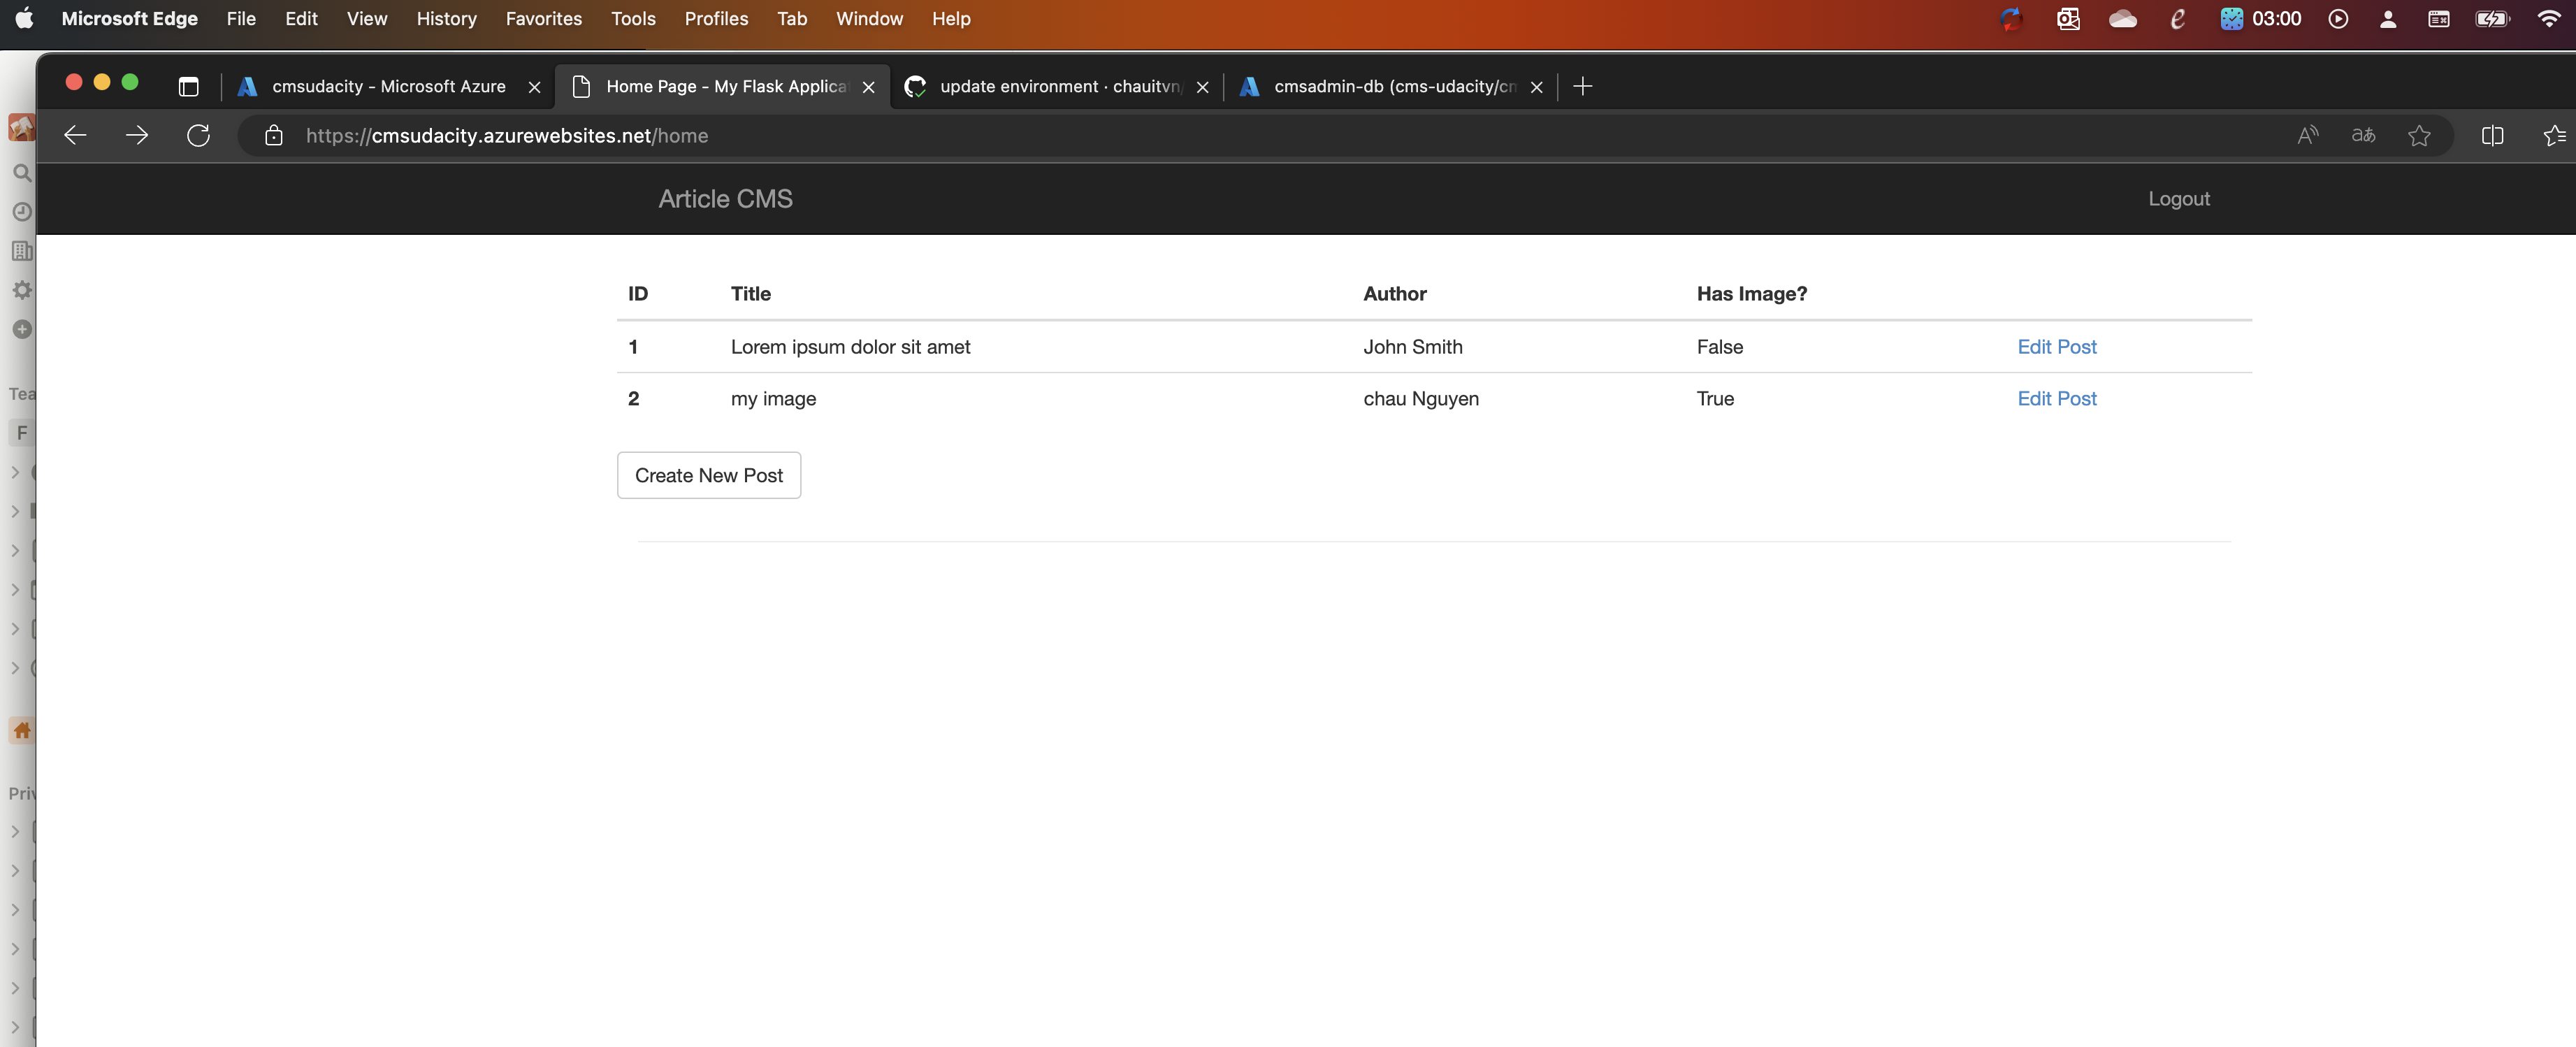 Microsoft Edge File Edit View History Favorites Tools Profiles Tab Window Help 03:00
cmsudacity - Microsoft Azure Home Page - My Flask Applica update environment · chauitvn/ cmsadmin-db (cms-udacity/cm
https://cmsudacity.azurewebsites.net/home
Article CMS Logout
ID Title Author Has Image?
1 Lorem ipsum dolor sit amet John Smith False Edit Post
2 my image chau Nguyen True Edit Post
Create New Post
Tea
F
Priv